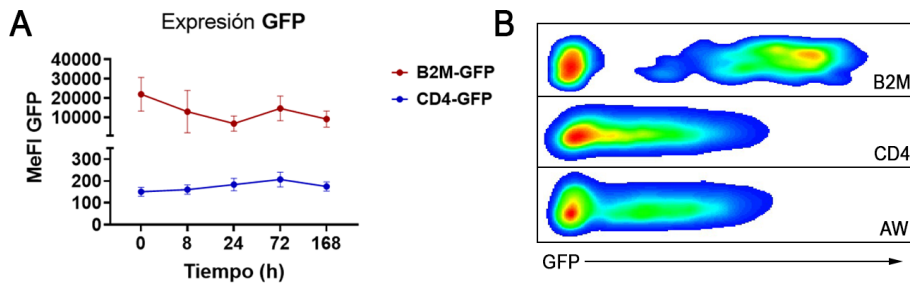 A
Expresión GFP
MeFI GFP
40000
30000
20000
10000
300
200
100
0
0 8 24 72 168
Tiempo (h)
B2M-GFP
CD4-GFP
B
B2M
CD4
AW
GFP